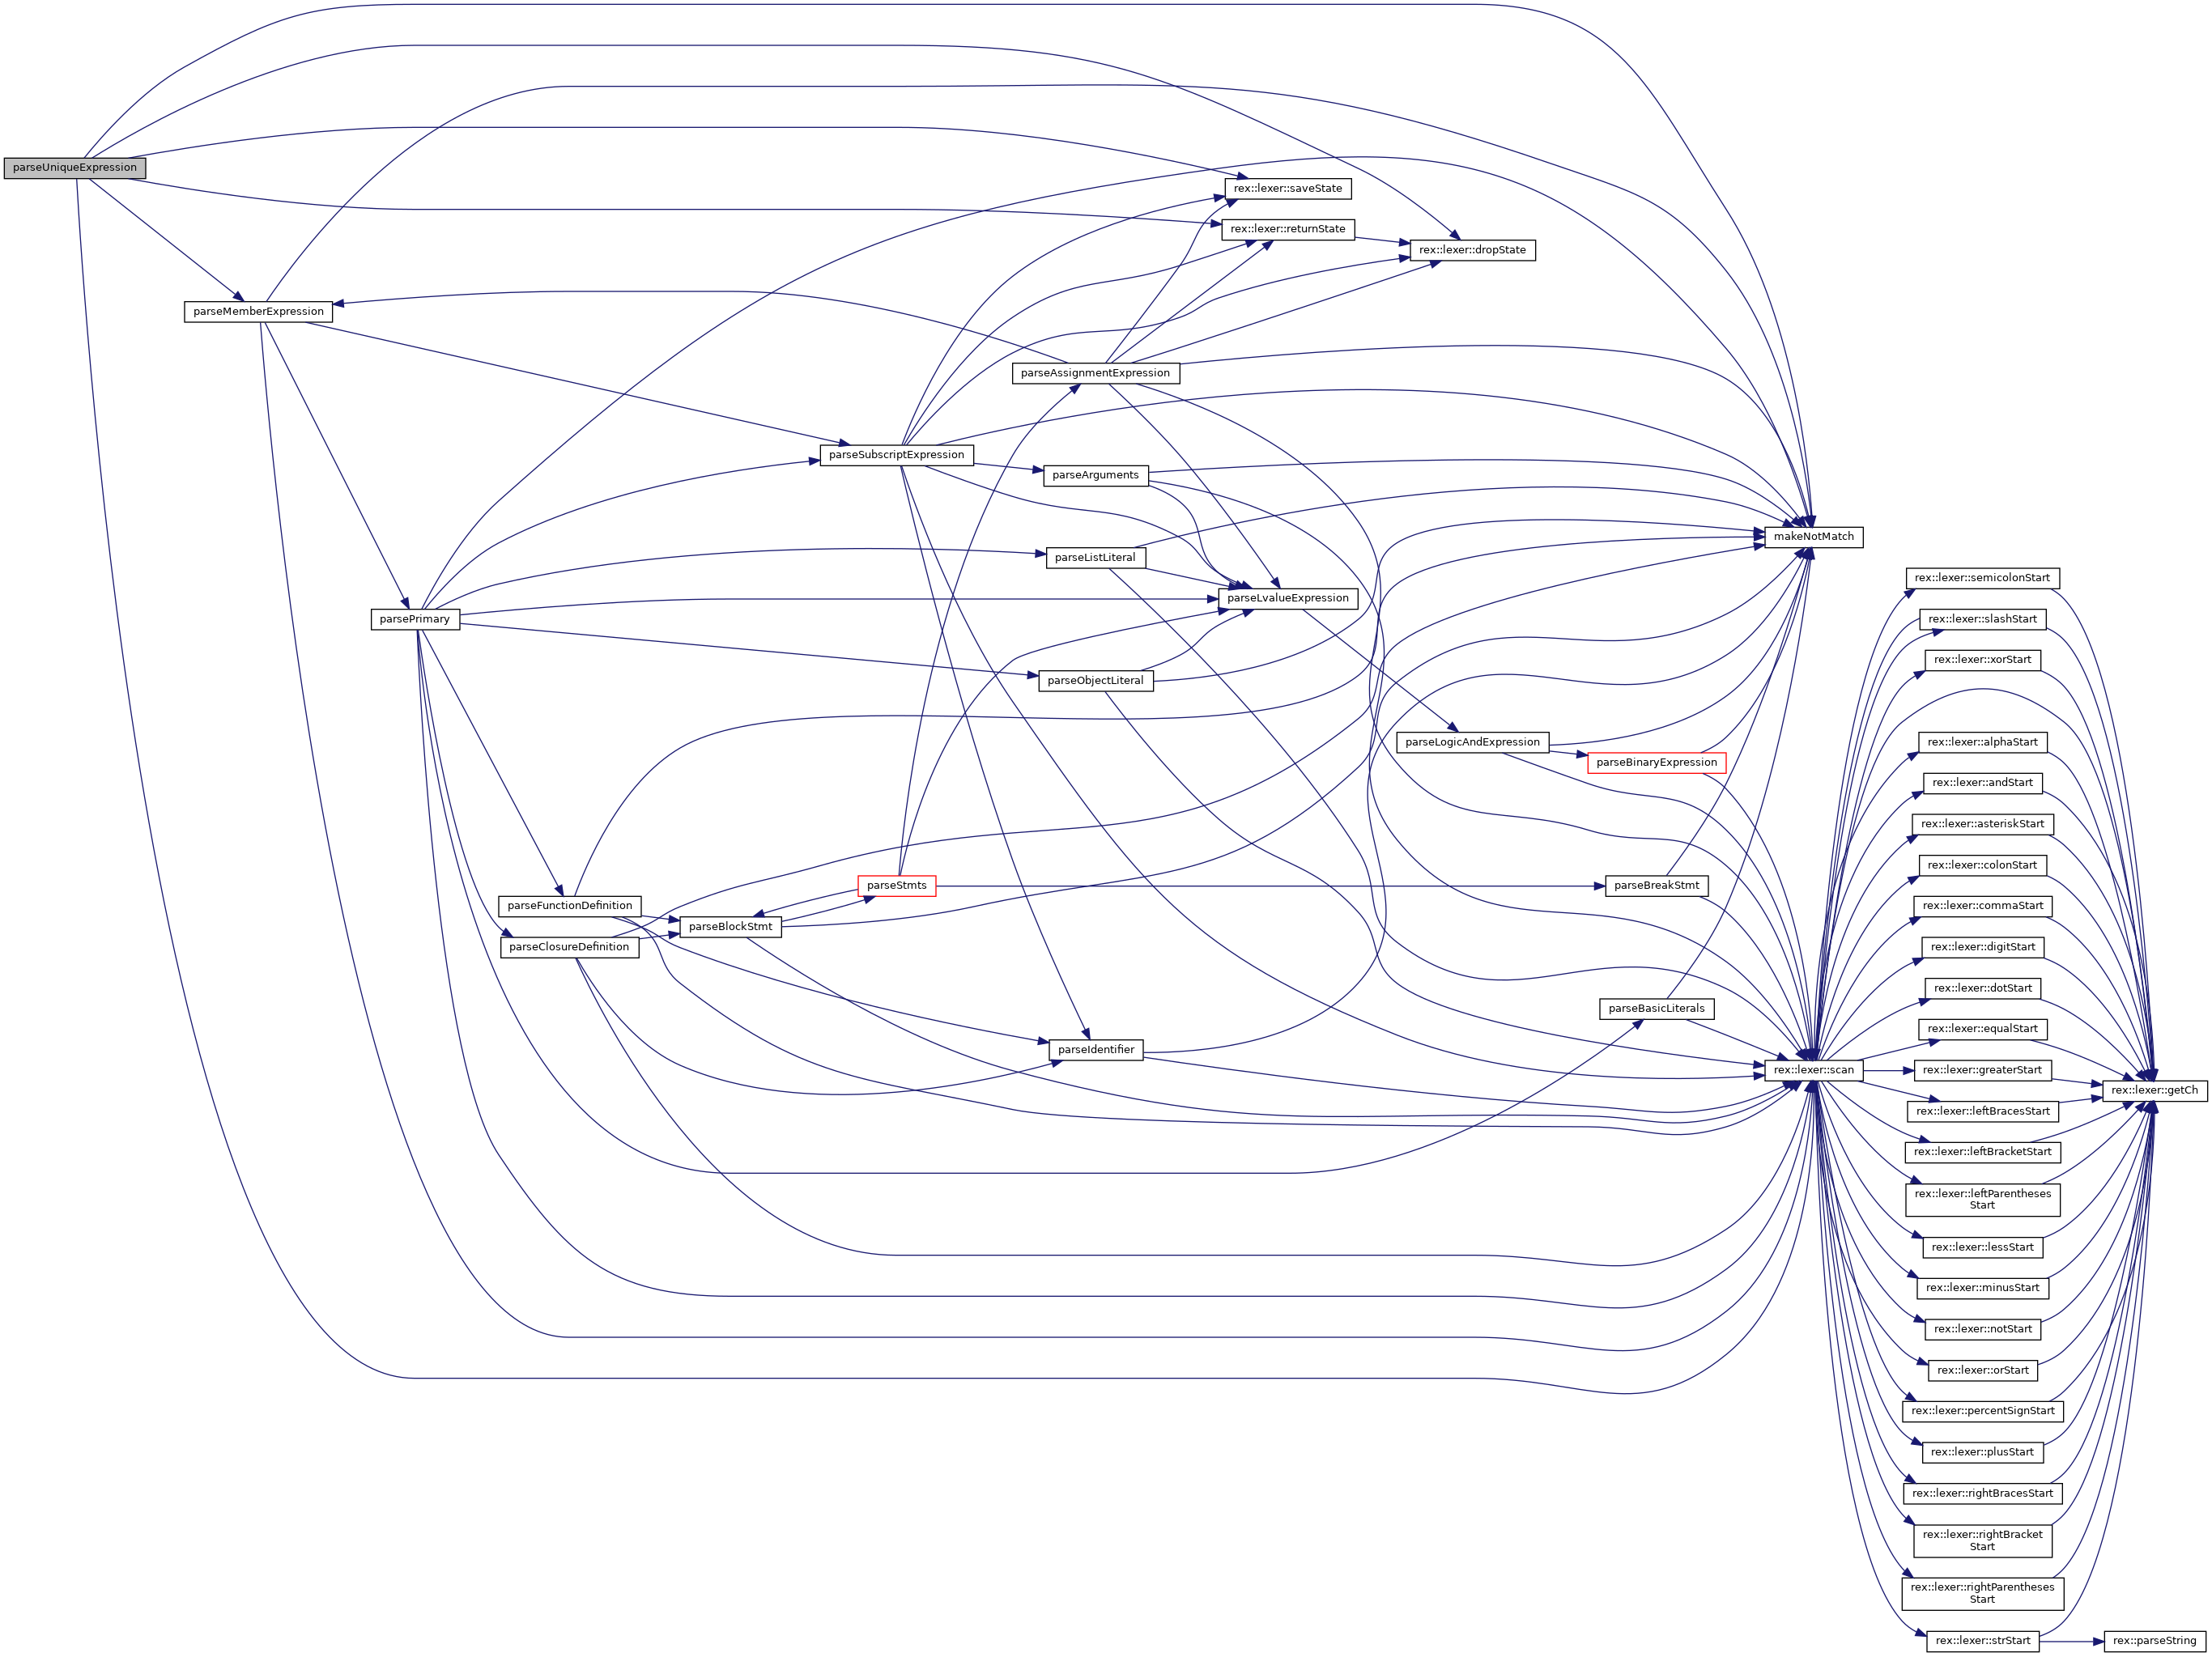 parseUniqueExpression
rex::lexer::saveState
rex::lexer::returnState
rex::lexer::dropState
parseMemberExpression
parseAssignmentExpression
parseSubscriptExpression
parseArguments
makeNotMatch
parseListLiteral
rex::lexer::semicolonStart
parseLvalueExpression
parsePrimary
rex::lexer::slashStart
rex::lexer::xorStart
parseObjectLiteral
parseLogicAndExpression
rex::lexer::alphaStart
parseBinaryExpression
rex::lexer::andStart
rex::lexer::asteriskStart
rex::lexer::colonStart
parseStmts
parseBreakStmt
parseFunctionDefinition
rex::lexer::commaStart
parseBlockStmt
parseClosureDefinition
rex::lexer::digitStart
rex::lexer::dotStart
parseBasicLiterals
rex::lexer::equalStart
parseIdentifier
rex::lexer::scan
rex::lexer::greaterStart
rex::lexer::getCh
rex::lexer::leftBracesStart
rex::lexer::leftBracketStart
rex::lexer::leftParentheses
Start
rex::lexer::lessStart
rex::lexer::minusStart
rex::lexer::notStart
rex::lexer::orStart
rex::lexer::percentSignStart
rex::lexer::plusStart
rex::lexer::rightBracesStart
rex::lexer::rightBracket
Start
rex::lexer::rightParentheses
Start
rex::lexer::strStart
rex::parseString